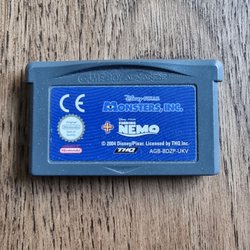 GAME BOY ADVANCE
CE
Disney·PIXAR
MONSTERS, INC.
+
Disney·PIXAR
FINDING
NEMO
© 2004 Disney/Pixar. Licensed by THQ Inc.
THQ
AGB-BDZP-UKV